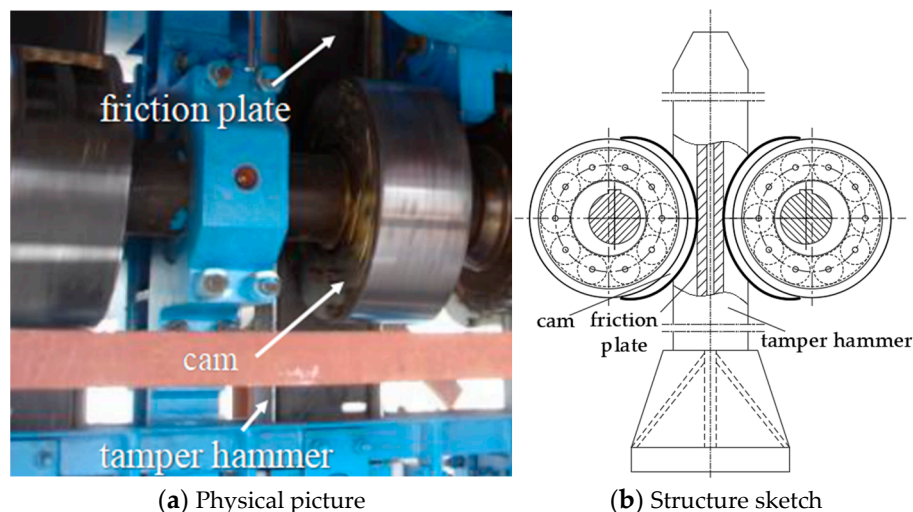 friction plate
cam
tamper hammer
cam
friction
plate
tamper hammer
(a) Physical picture
(b) Structure sketch